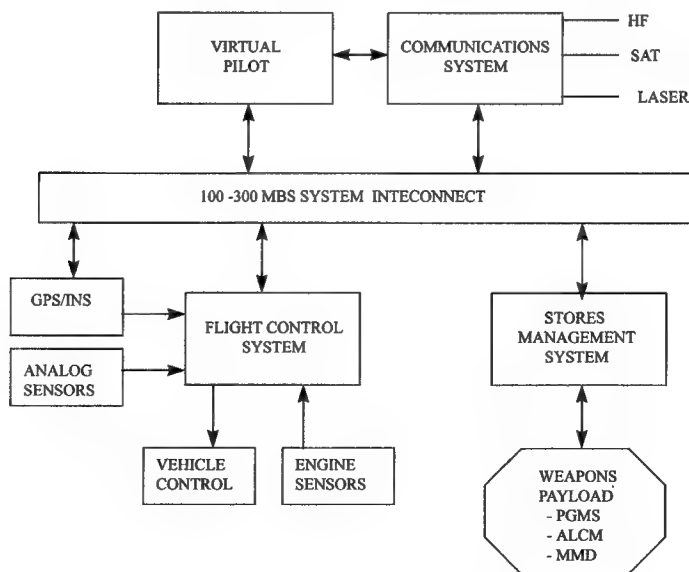 VIRTUAL
PILOT
COMMUNICATIONS
SYSTEM
HF
SAT
LASER
100 -300 MBS SYSTEM INTECONNECT
GPS/INS
FLIGHT CONTROL
SYSTEM
ANALOG
SENSORS
STORES
MANAGEMENT
SYSTEM
VEHICLE
CONTROL
ENGINE
SENSORS
WEAPONS
PAYLOAD
- PGMS
- ALCM
- MMD